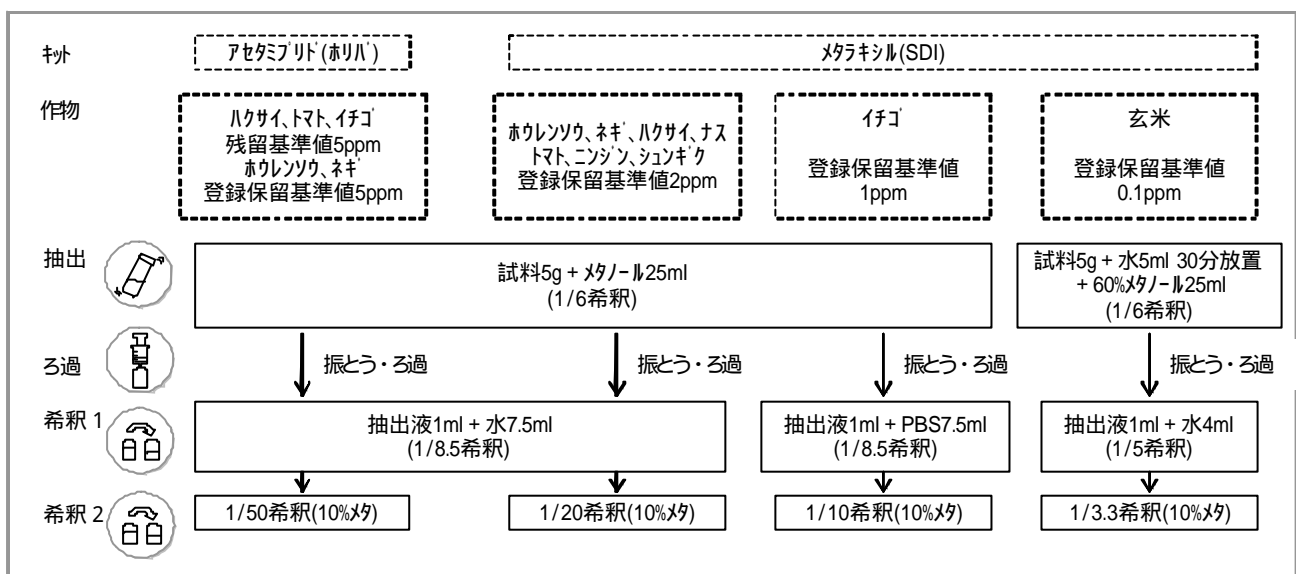 ｷｯﾄ
ｱｾﾀﾐﾌﾟﾘﾄﾞ(ﾎﾘﾊﾞ)
ﾒﾀﾗｷｼﾙ(SDI)
作物
ﾊｸｻｲ､ﾄﾏﾄ､ｲﾁｺﾞ
残留基準値5ppm
ﾎｳﾚﾝｿｳ､ﾈｷﾞ
登録保留基準値5ppm
ﾎｳﾚﾝｿｳ､ﾈｷﾞ､ﾊｸｻｲ､ﾅｽ
ﾄﾏﾄ､ﾆﾝｼﾞﾝ､ｼｭﾝｷﾞｸ
登録保留基準値2ppm
ｲﾁｺﾞ
登録保留基準値
1ppm
玄米
登録保留基準値
0.1ppm
抽出
試料5g + ﾒﾀﾉｰﾙ25ml
(1/6希釈)
試料5g + 水5ml 30分放置
+ 60%ﾒﾀﾉｰﾙ25ml
(1/6希釈)
ろ過
振とう・ろ過
振とう・ろ過
振とう・ろ過
振とう・ろ過
希釈 1
抽出液1ml + 水7.5ml
(1/8.5希釈)
抽出液1ml + PBS7.5ml
(1/8.5希釈)
抽出液1ml + 水4ml
(1/5希釈)
希釈 2
1/50希釈(10%ﾒﾀ)
1/20希釈(10%ﾒﾀ)
1/10希釈(10%ﾒﾀ)
1/3.3希釈(10%ﾒﾀ)